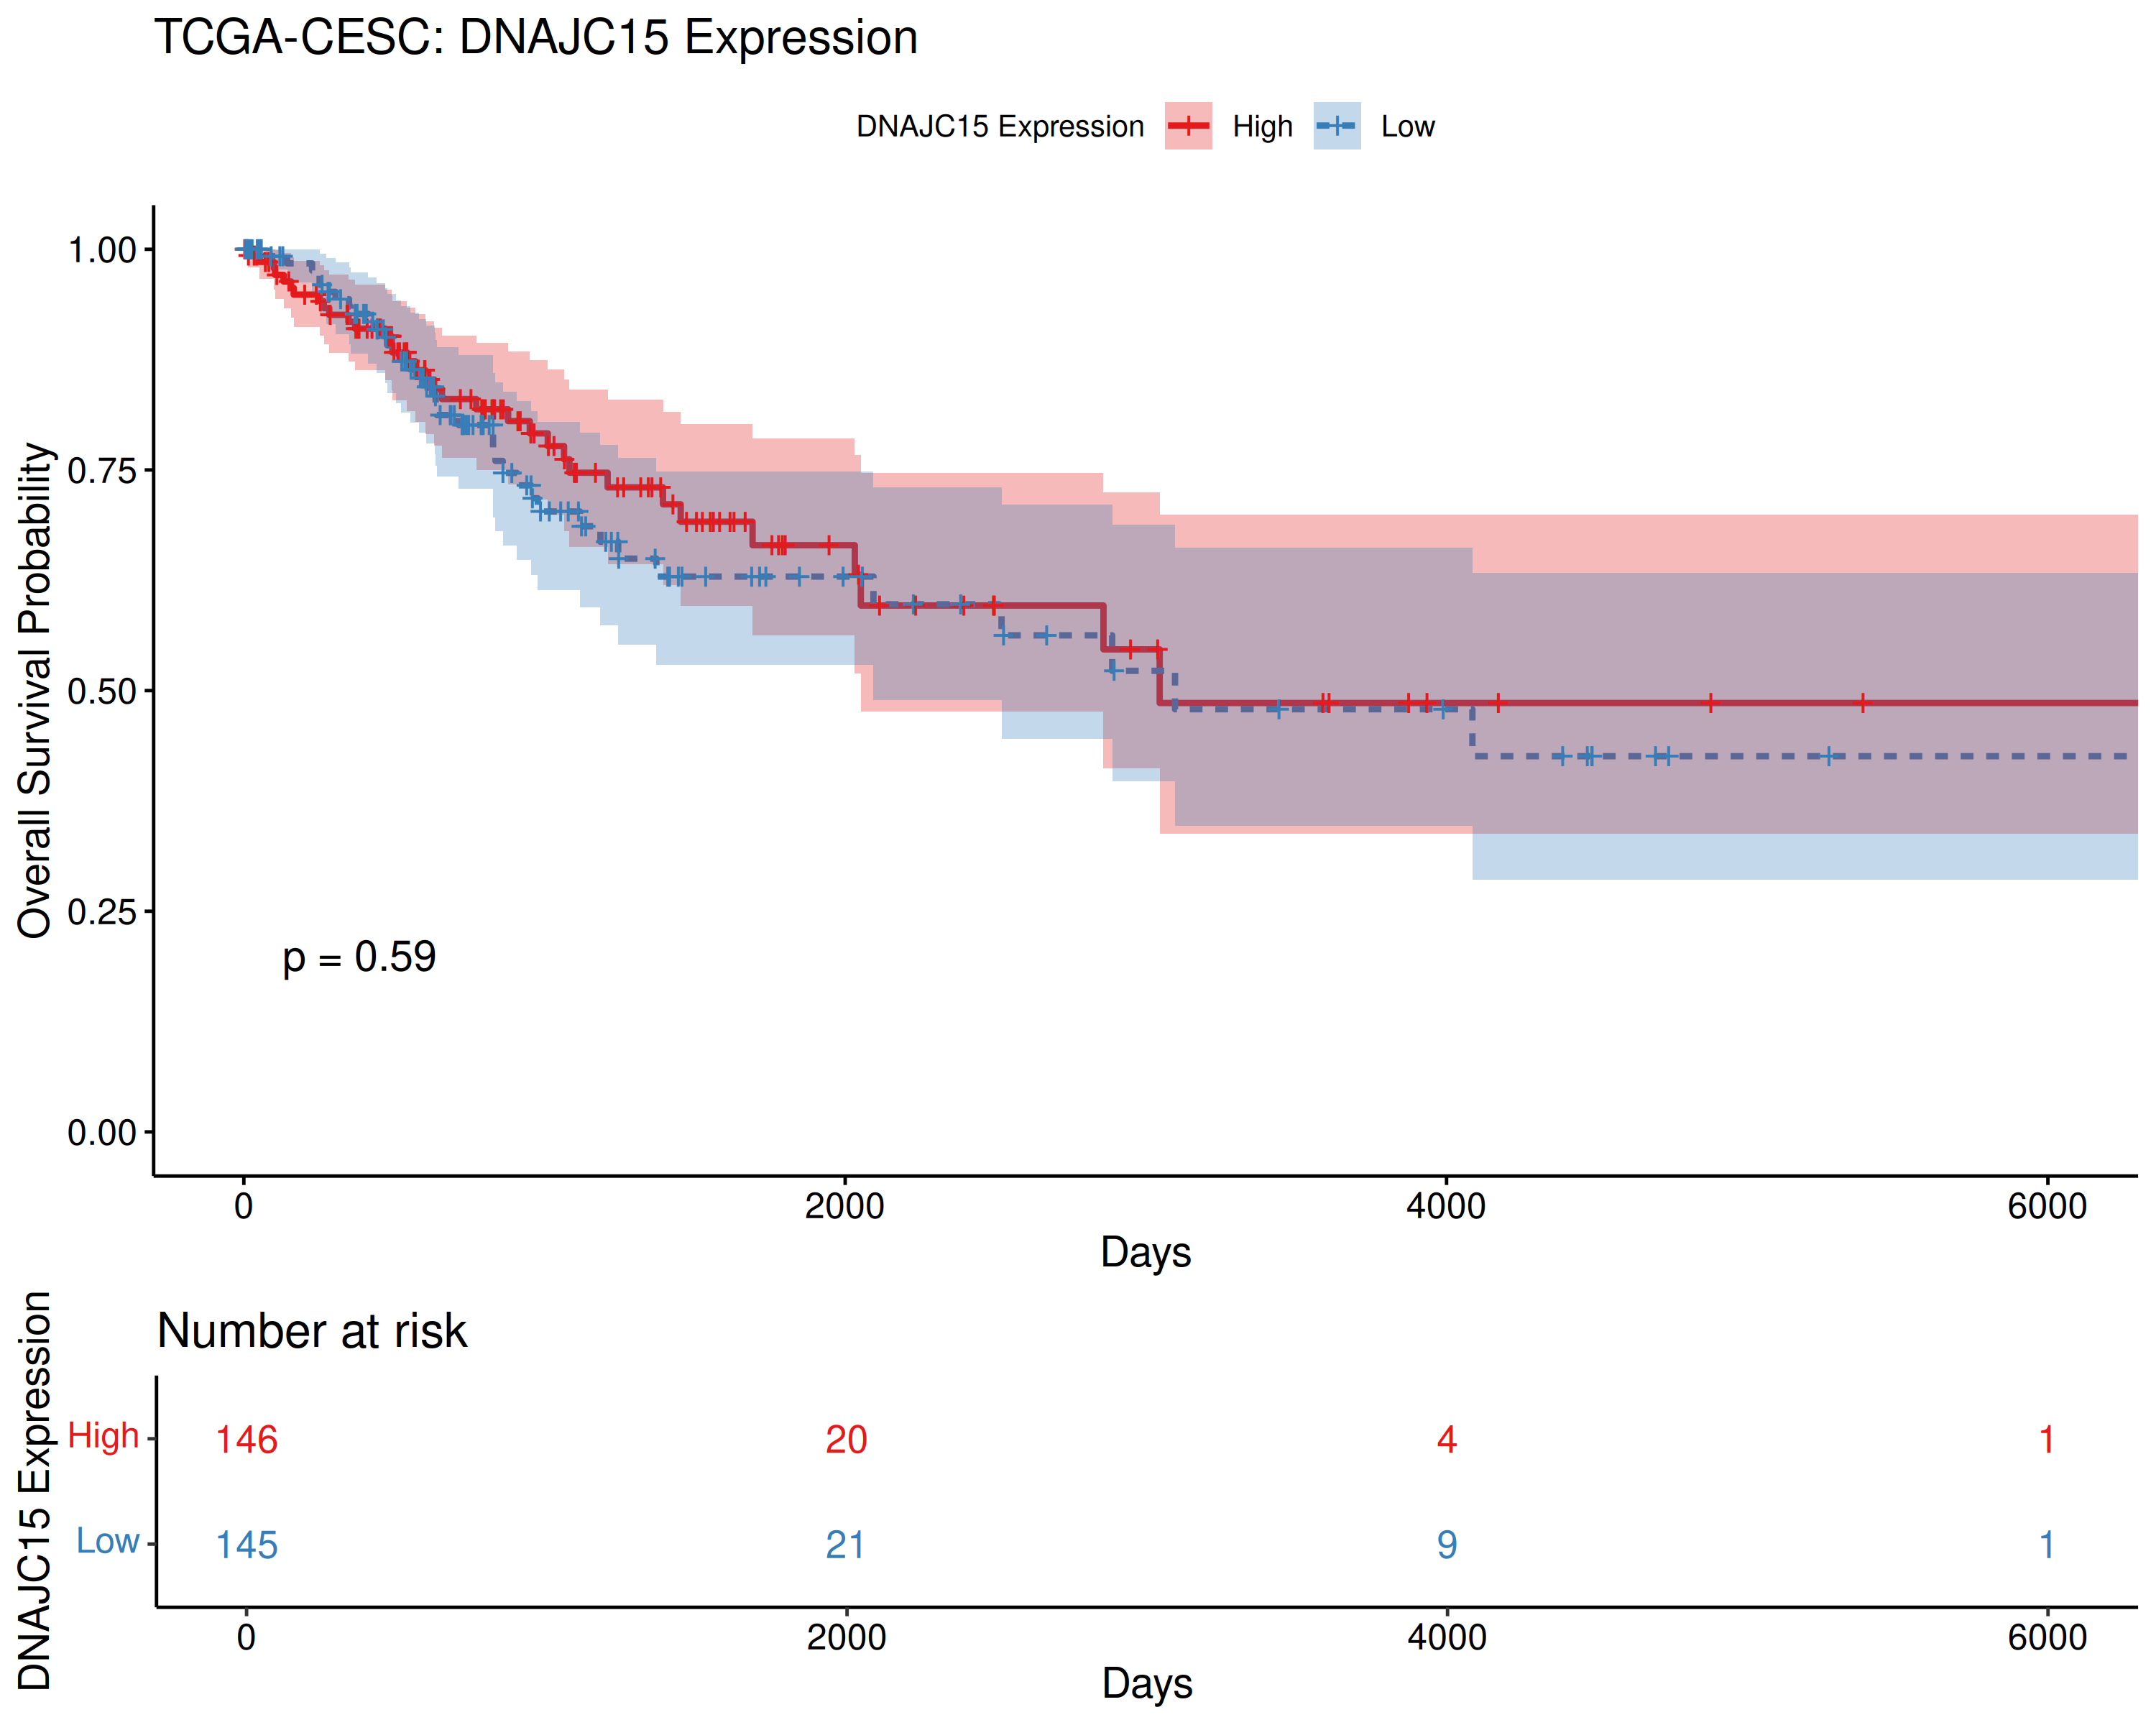 TCGA-CESC: DNAJC15 Expression
DNAJC15 Expression High Low
Overall Survival Probability
1.00
0.75
0.50
0.25
0.00
p = 0.59
0 2000 4000 6000
Days
Number at risk
DNAJC15 Expression
High 146 20 4 1
Low 145 21 9 1
0 2000 4000 6000
Days